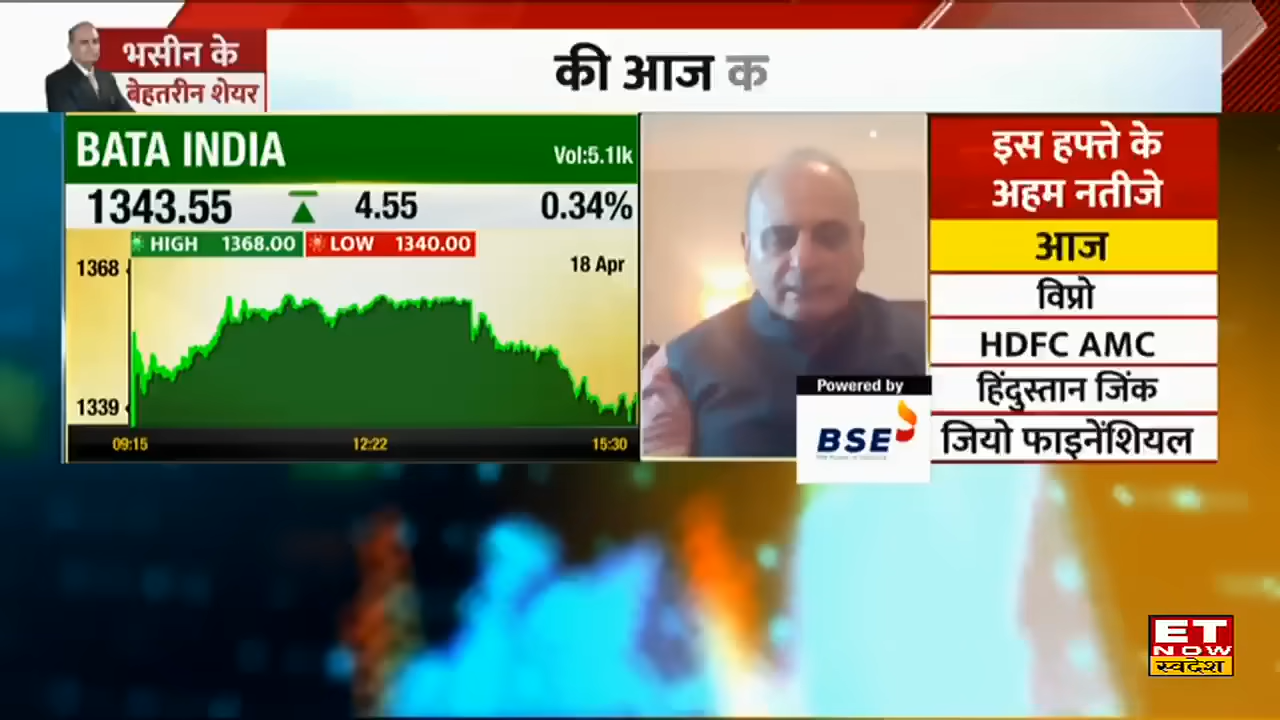 भसीन के
बेहतरीन शेयर
की आज क
BATA INDIA
Vol:5.1lk
1343.55 4.55 0.34%
HIGH 1368.00 LOW 1340.00
1368
18 Apr
1339
09:15 12:22 15:30
Powered by
BSE
इस हफ्ते के
अहम नतीजे
आज
विप्रो
HDFC AMC
हिंदुस्तान जिंक
जियो फाइनेंशियल
ET
NOW
स्वदेश